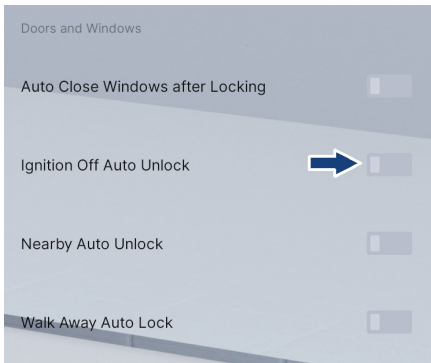 Doors and Windows
Auto Close Windows after Locking
Ignition Off Auto Unlock
Nearby Auto Unlock
Walk Away Auto Lock